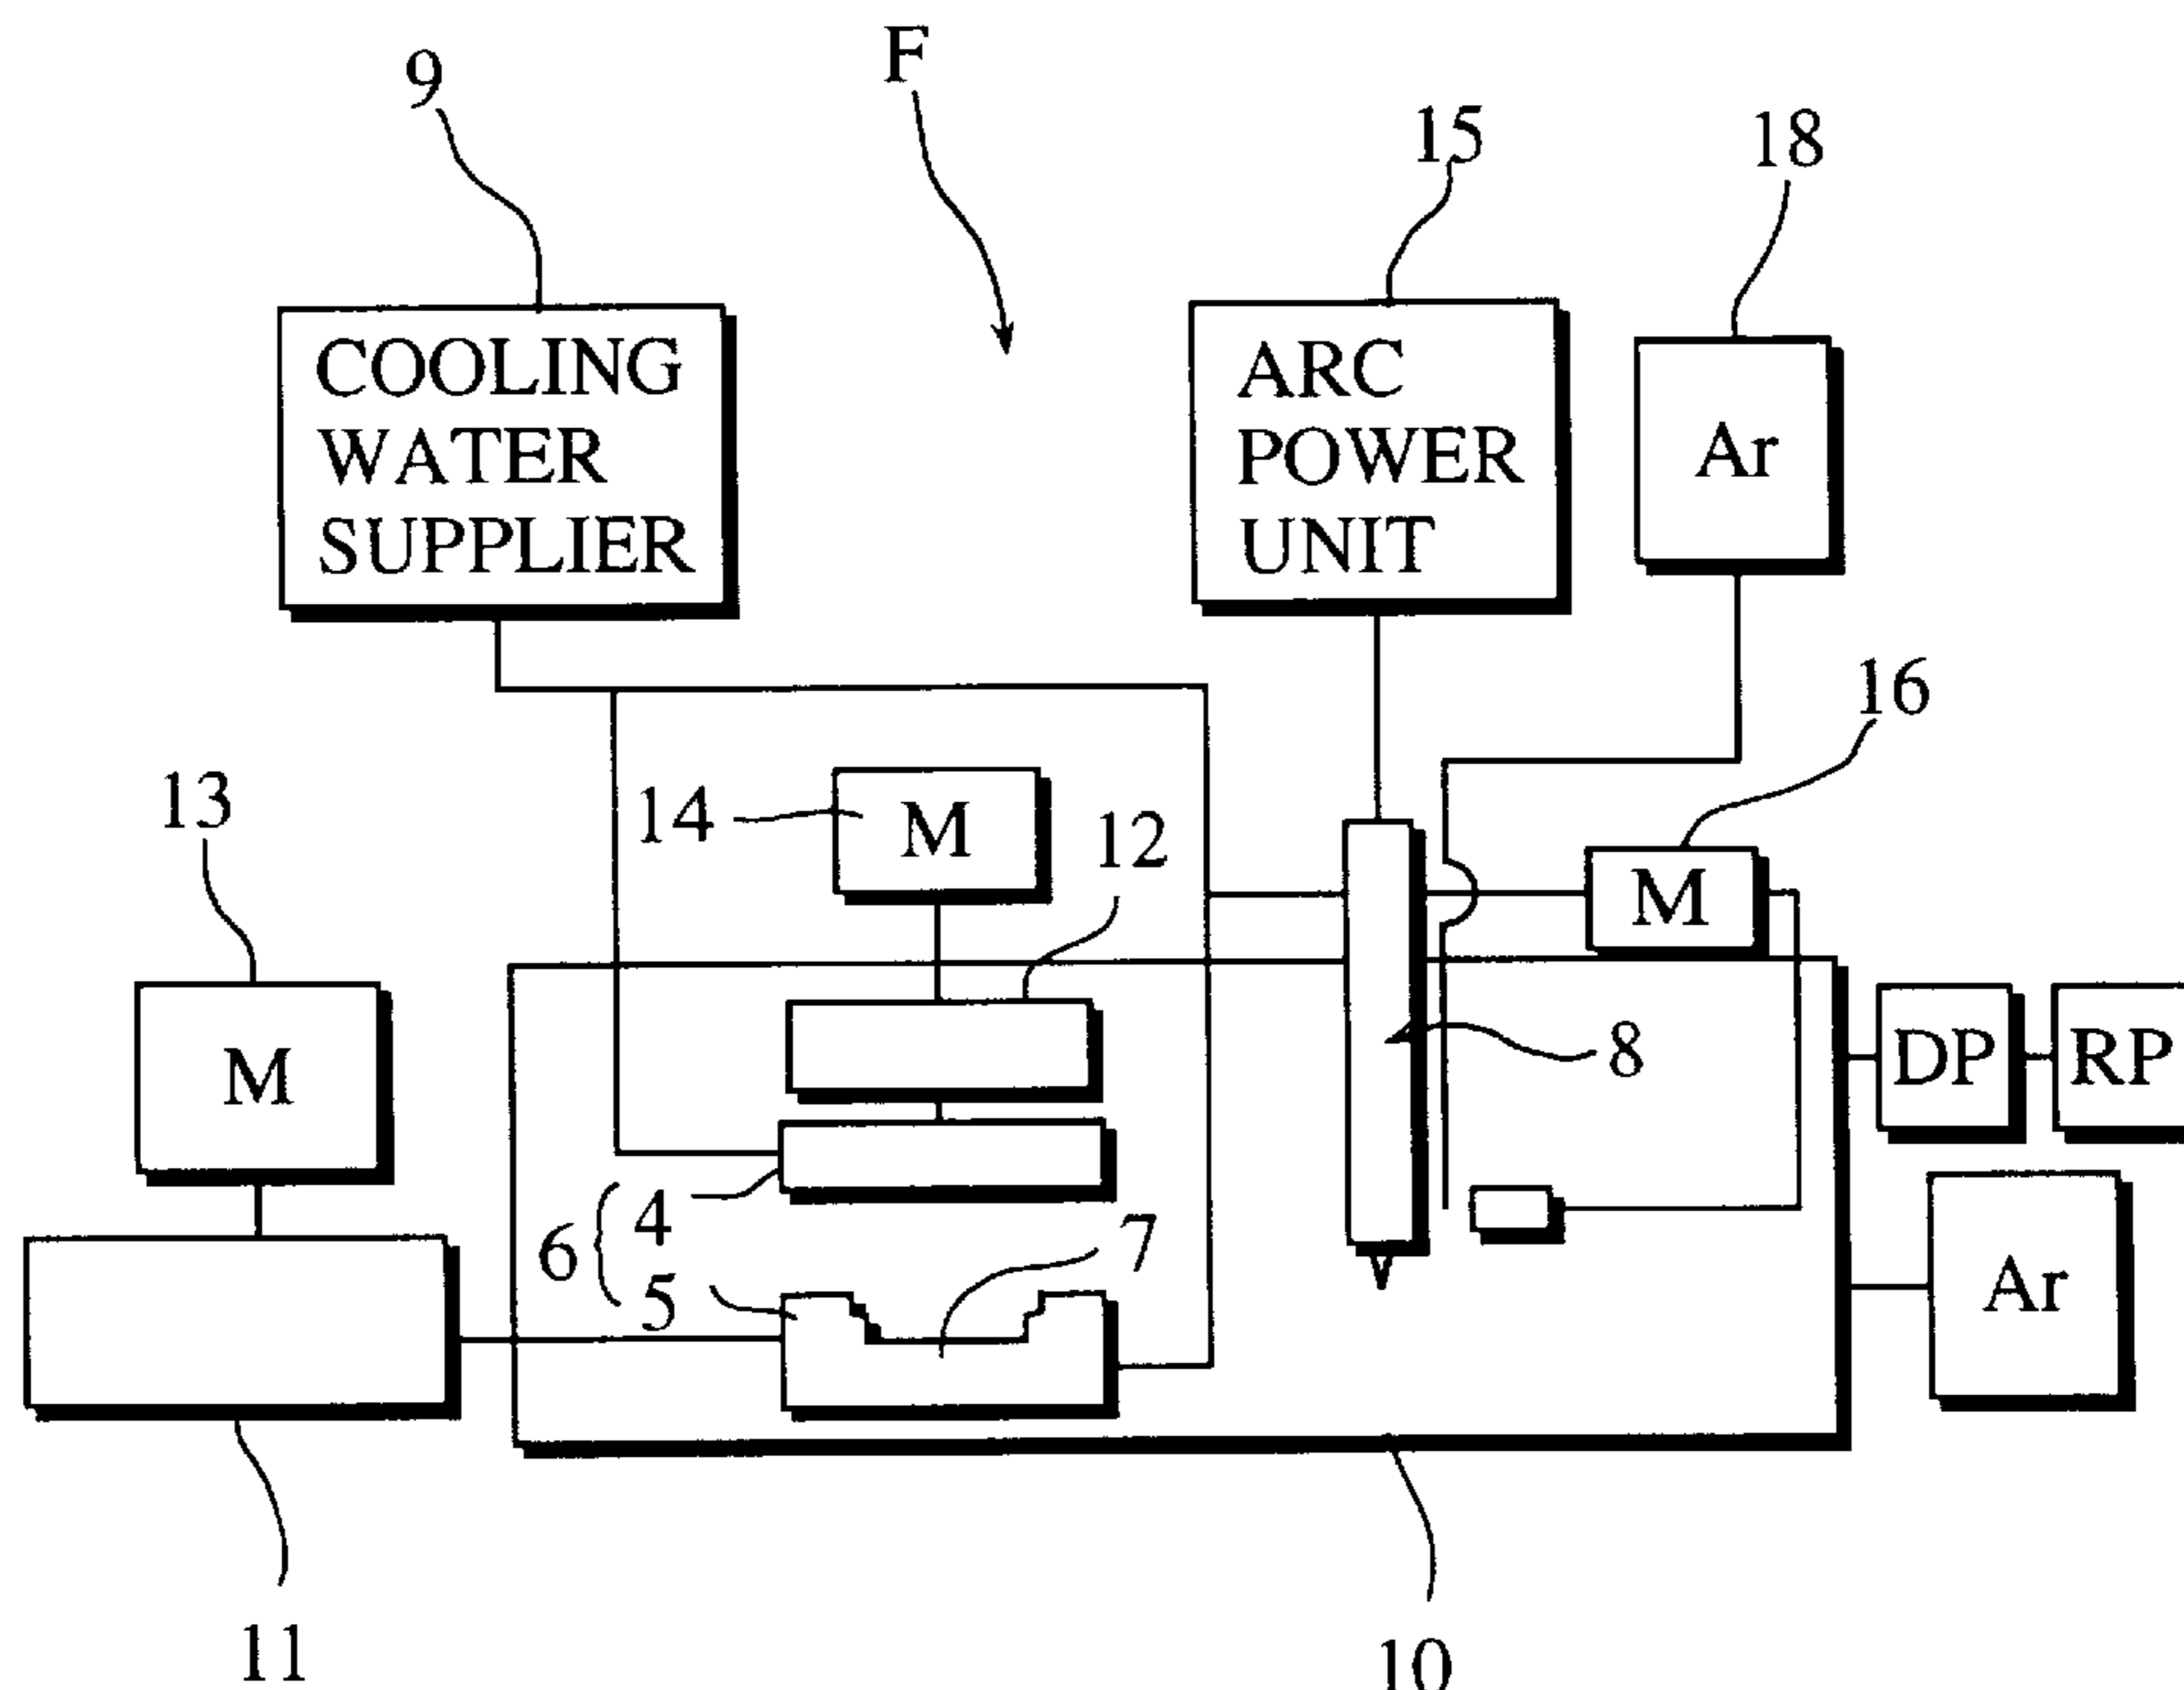 F
9
15
18
COOLING
WATER
SUPPLIER
ARC
POWER
UNIT
Ar
16
13
14
M
12
M
M
8
DP
RP
4
6
5
7
Ar
11
10